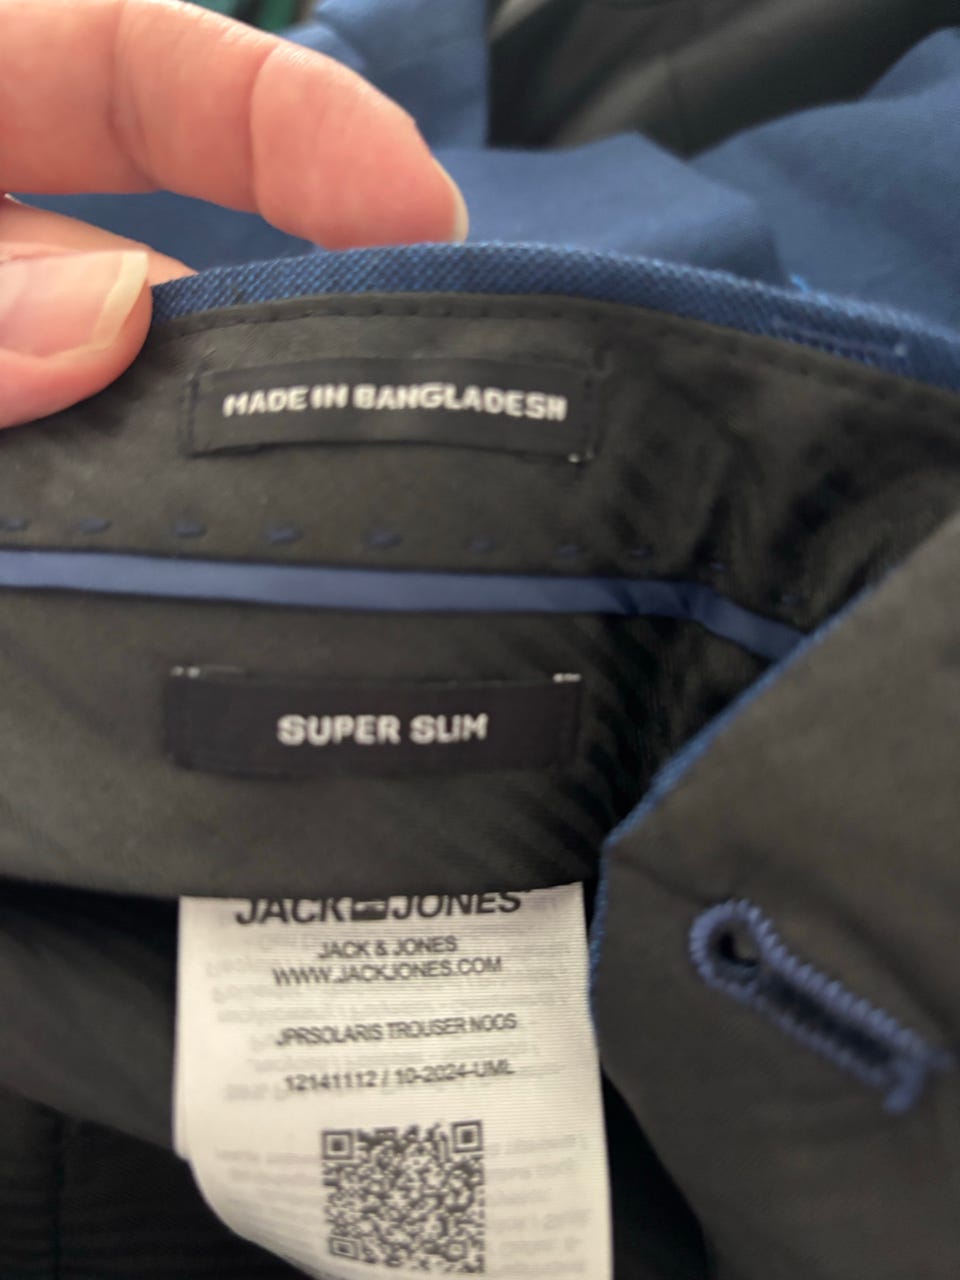 MADE IN BANGLADESH
SUPER SLIM
JACK & JONES
JACK & JONES
WWW.JACKJONES.COM
JPRSOLARIS TROUSER NOOS
12141112 / 10-2024-UML